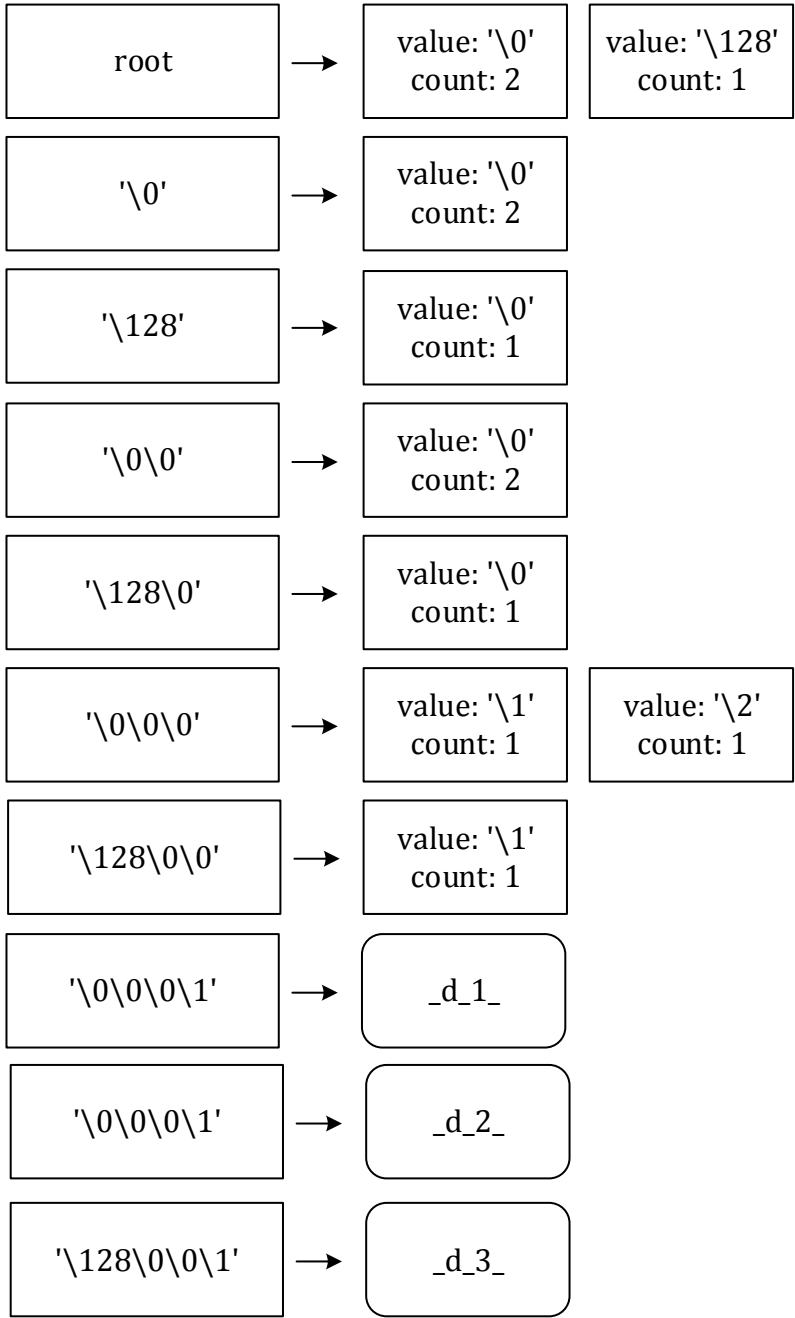 root
value: '\0'
count: 2
value: '\128'
count: 1
'\0'
value: '\0'
count: 2
'\128'
value: '\0'
count: 1
'\0\0'
value: '\0'
count: 2
'\128\0'
value: '\0'
count: 1
'\0\0\0'
value: '\1'
count: 1
value: '\2'
count: 1
'\128\0\0'
value: '\1'
count: 1
'\0\0\0\1'
_d_1_
'\0\0\0\1'
_d_2_
'\128\0\0\1'
_d_3_